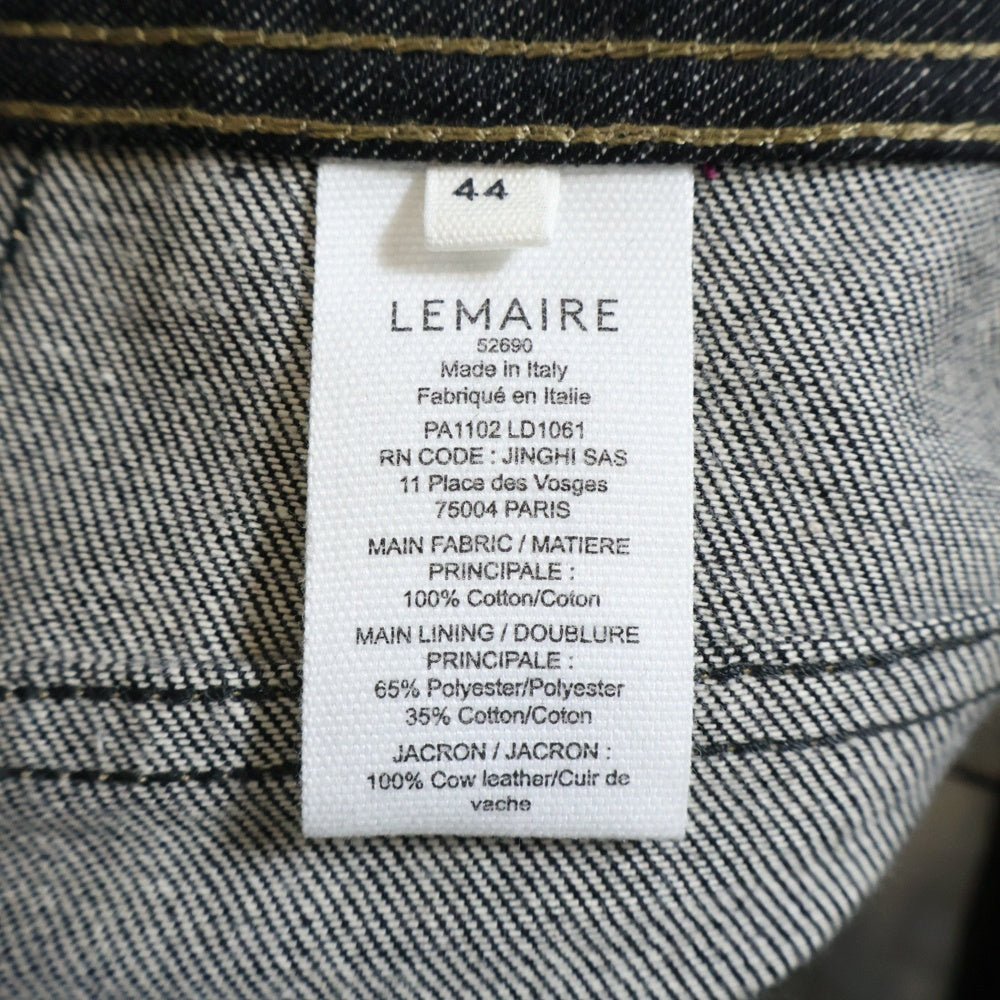 44
LEMAIRE
52690
Made in Italy
Fabriqué en Italie
PA1102 LD1061
RN CODE : JINGHI SAS
11 Place des Vosges
75004 PARIS
MAIN FABRIC / MATIERE
PRINCIPALE :
100% Cotton/Coton
MAIN LINING / DOUBLURE
PRINCIPALE :
65% Polyester/Polyester
35% Cotton/Coton
JACRON / JACRON :
100% Cow leather/Cuir de
vache